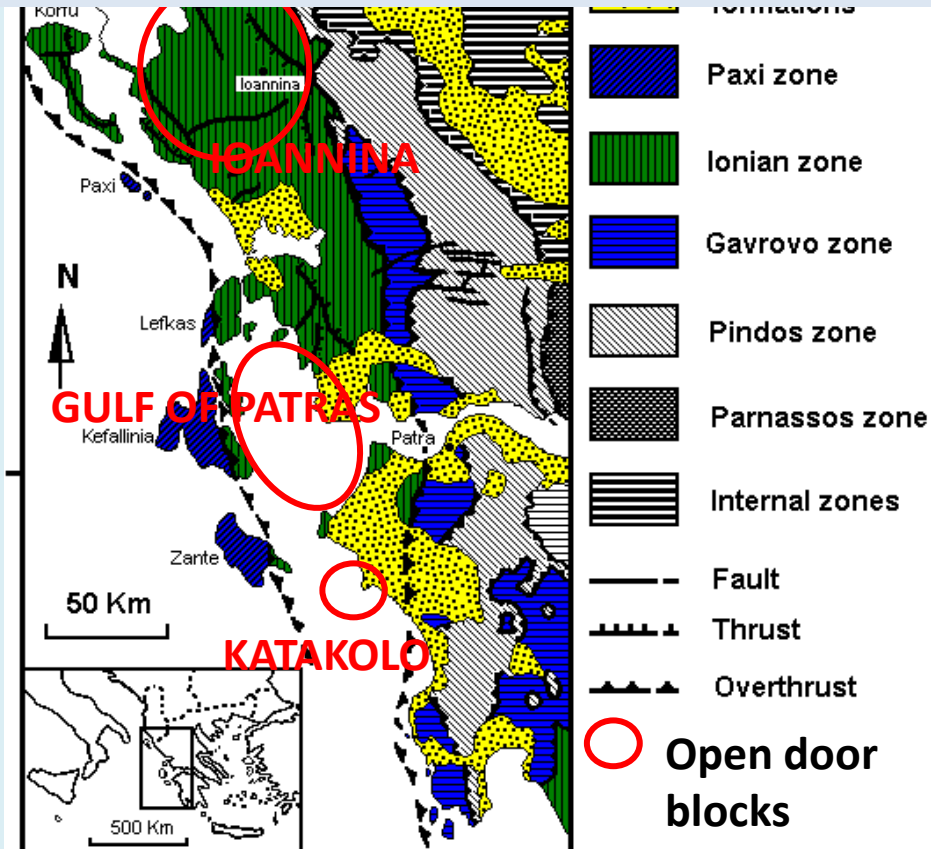 Korfu
Ioannina
IOANNINA
Paxi
N
Lefkas
GULF OF PATRAS
Kefallinia
Patra
Zante
50 Km
KATAKOLO
500 Km
formations
Paxi zone
Ionian zone
Gavrovo zone
Pindos zone
Parnassos zone
Internal zones
Fault
Thrust
Overthrust
Open door
blocks